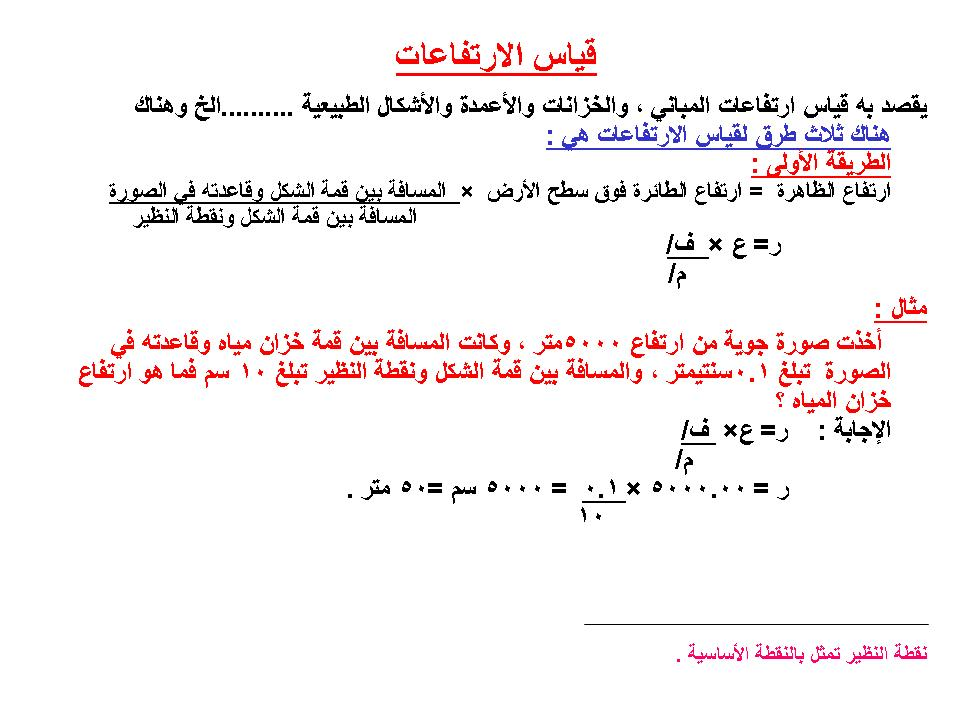 قياس الارتفاعات
يقصد به قياس ارتفاعات المباني ، والخزانات والأعمدة والأشكال الطبيعية ..........الخ وهناك
هناك ثلاث طرق لقياس الارتفاعات هي :
الطريقة الأولى :
ارتفاع الظاهرة = ارتفاع الطائرة فوق سطح الأرض × المسافة بين قمة الشكل وقاعدته في الصورة
المسافة بين قمة الشكل ونقطة النظير
ر= ع × ف/
م/
مثال :
أخذت صورة جوية من ارتفاع ٥٠٠٠متر ، وكانت المسافة بين قمة خزان مياه وقاعدته في
الصورة تبلغ ٠.١سنتيمتر ، والمسافة بين قمة الشكل ونقطة النظير تبلغ ١٠ سم فما هو ارتفاع
خزان المياه ؟
الإجابة : ر= ع× ف/
م/
ر = ٥٠٠٠.٠٠ × ٠.١ = ٥٠٠٠ سم =٥٠ متر .
١٠
نقطة النظير تمثل بالنقطة الأساسية .